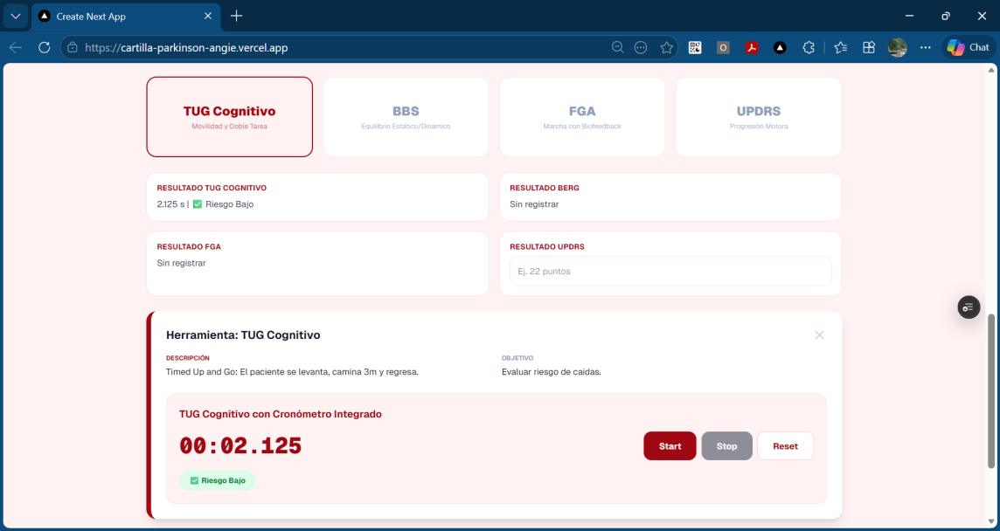 Create Next App
https://cartilla-parkinson-angie.vercel.app
O
Chat
TUG Cognitivo
Movilidad y Doble Tarea
BBS
Equilibrio Estático/Dinámico
FGA
Marcha con Biofeedback
UPDRS
Progresión Motora
RESULTADO TUG COGNITIVO
2.125 s | ✅ Riesgo Bajo
RESULTADO BERG
Sin registrar
RESULTADO FGA
Sin registrar
RESULTADO UPDRS
Ej. 22 puntos
Herramienta: TUG Cognitivo
DESCRIPCIÓN
Timed Up and Go: El paciente se levanta, camina 3m y regresa.
OBJETIVO
Evaluar riesgo de caídas.
TUG Cognitivo con Cronómetro Integrado
00:02.125
Start
Stop
Reset
✅ Riesgo Bajo